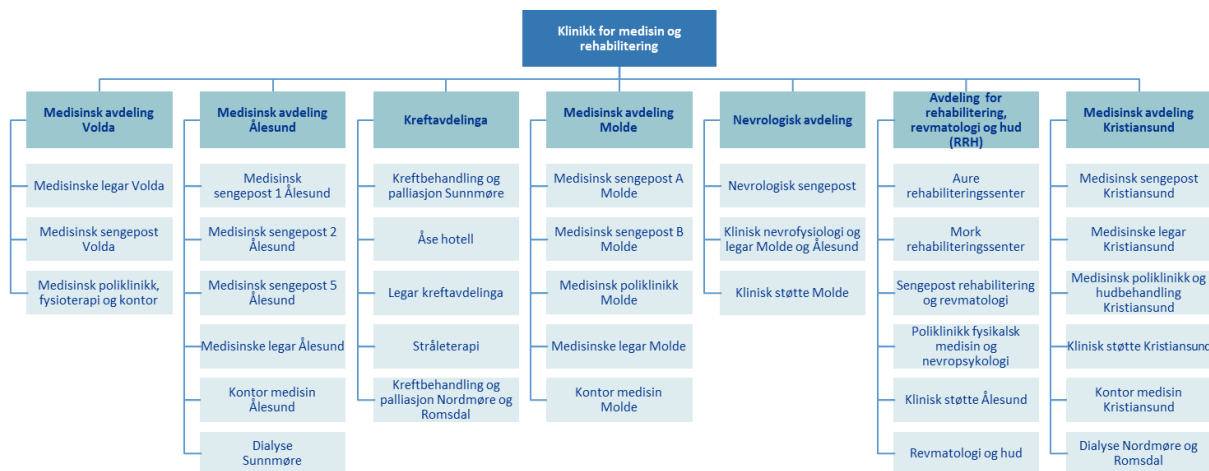 Klinikk for medisin og
rehabilitering
Medisinsk avdeling
Volda
Medisinske legar Volda
Medisinsk sengepost
Volda
Medisinsk poliklinikk,
fysioterapi og kontor
Medisinsk avdeling
Ålesund
Medisinsk
sengepost 1 Ålesund
Medisinsk sengepost 2
Ålesund
Medisinsk sengepost 5
Ålesund
Medisinske legar Ålesund
Kontor medisin
Ålesund
Dialyse
Sunnmøre
Kreftavdelinga
Kreftbehandling og
palliasjon Sunnmøre
Åse hotell
Legar kreftavdelinga
Stråleterapi
Kreftbehandling og
palliasjon Nordmøre og
Romsdal
Medisinsk avdeling
Molde
Medisinsk sengepost A
Molde
Medisinsk sengepost B
Molde
Medisinsk poliklinikk
Molde
Medisinske legar Molde
Kontor medisin
Molde
Nevrologisk avdeling
Nevrologisk sengepost
Klinisk nevrofysiologi og
legar Molde og Ålesund
Klinisk støtte Molde
Avdeling for
rehabilitering,
revmatologi og hud
(RRH)
Aure
rehabiliteringssenter
Mork
rehabiliteringssenter
Sengepost rehabilitering
og revmatologi
Poliklinikk fysikalsk
medisin og
nevropsykologi
Klinisk støtte Ålesund
Revmatologi og hud
Medisinsk avdeling
Kristiansund
Medisinsk sengepost
Kristiansund
Medisinske legar
Kristiansund
Medisinsk poliklinikk og
hudbehandling
Kristiansund
Klinisk støtte Kristiansund
Kontor medisin
Kristiansund
Dialyse Nordmøre og
Romsdal